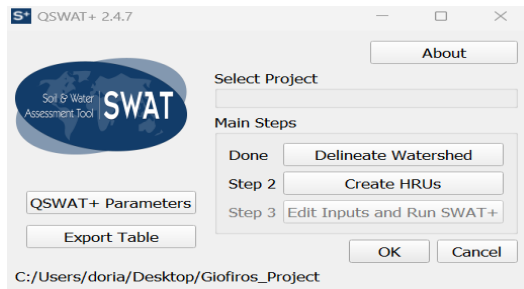 S+ QSWAT+ 2.4.7
About
Select Project
Soil & Water
Assessment Tool
SWAT
Main Steps
Done Delineate Watershed
Step 2 Create HRUs
QSWAT+ Parameters
Step 3 Edit Inputs and Run SWAT+
Export Table
OK Cancel
C:/Users/doria/Desktop/Giofiros_Project